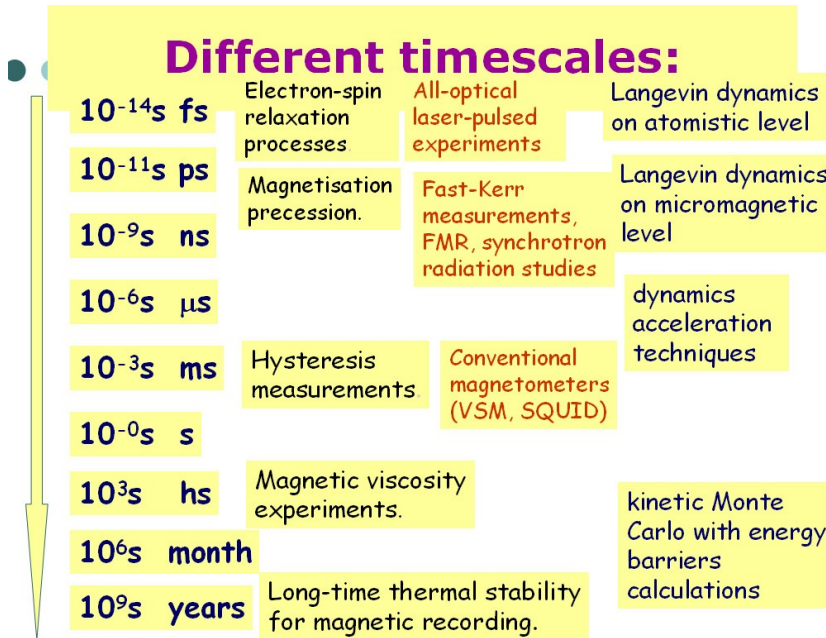 Different timescales:
10⁻¹⁴s fs
Electron-spin
relaxation
processes.
All-optical
laser-pulsed
experiments
Langevin dynamics
on atomistic level
10⁻¹¹s ps
Magnetisation
precession.
Fast-Kerr
measurements,
FMR, synchrotron
radiation studies
Langevin dynamics
on micromagnetic
level
10⁻⁹s ns
10⁻⁶s μs
dynamics
acceleration
techniques
10⁻³s ms
Hysteresis
measurements.
Conventional
magnetometers
(VSM, SQUID)
10⁻⁰s s
10³s hs
Magnetic viscosity
experiments.
kinetic Monte
Carlo with energy
barriers
calculations
10⁶s month
10⁹s years
Long-time thermal stability
for magnetic recording.